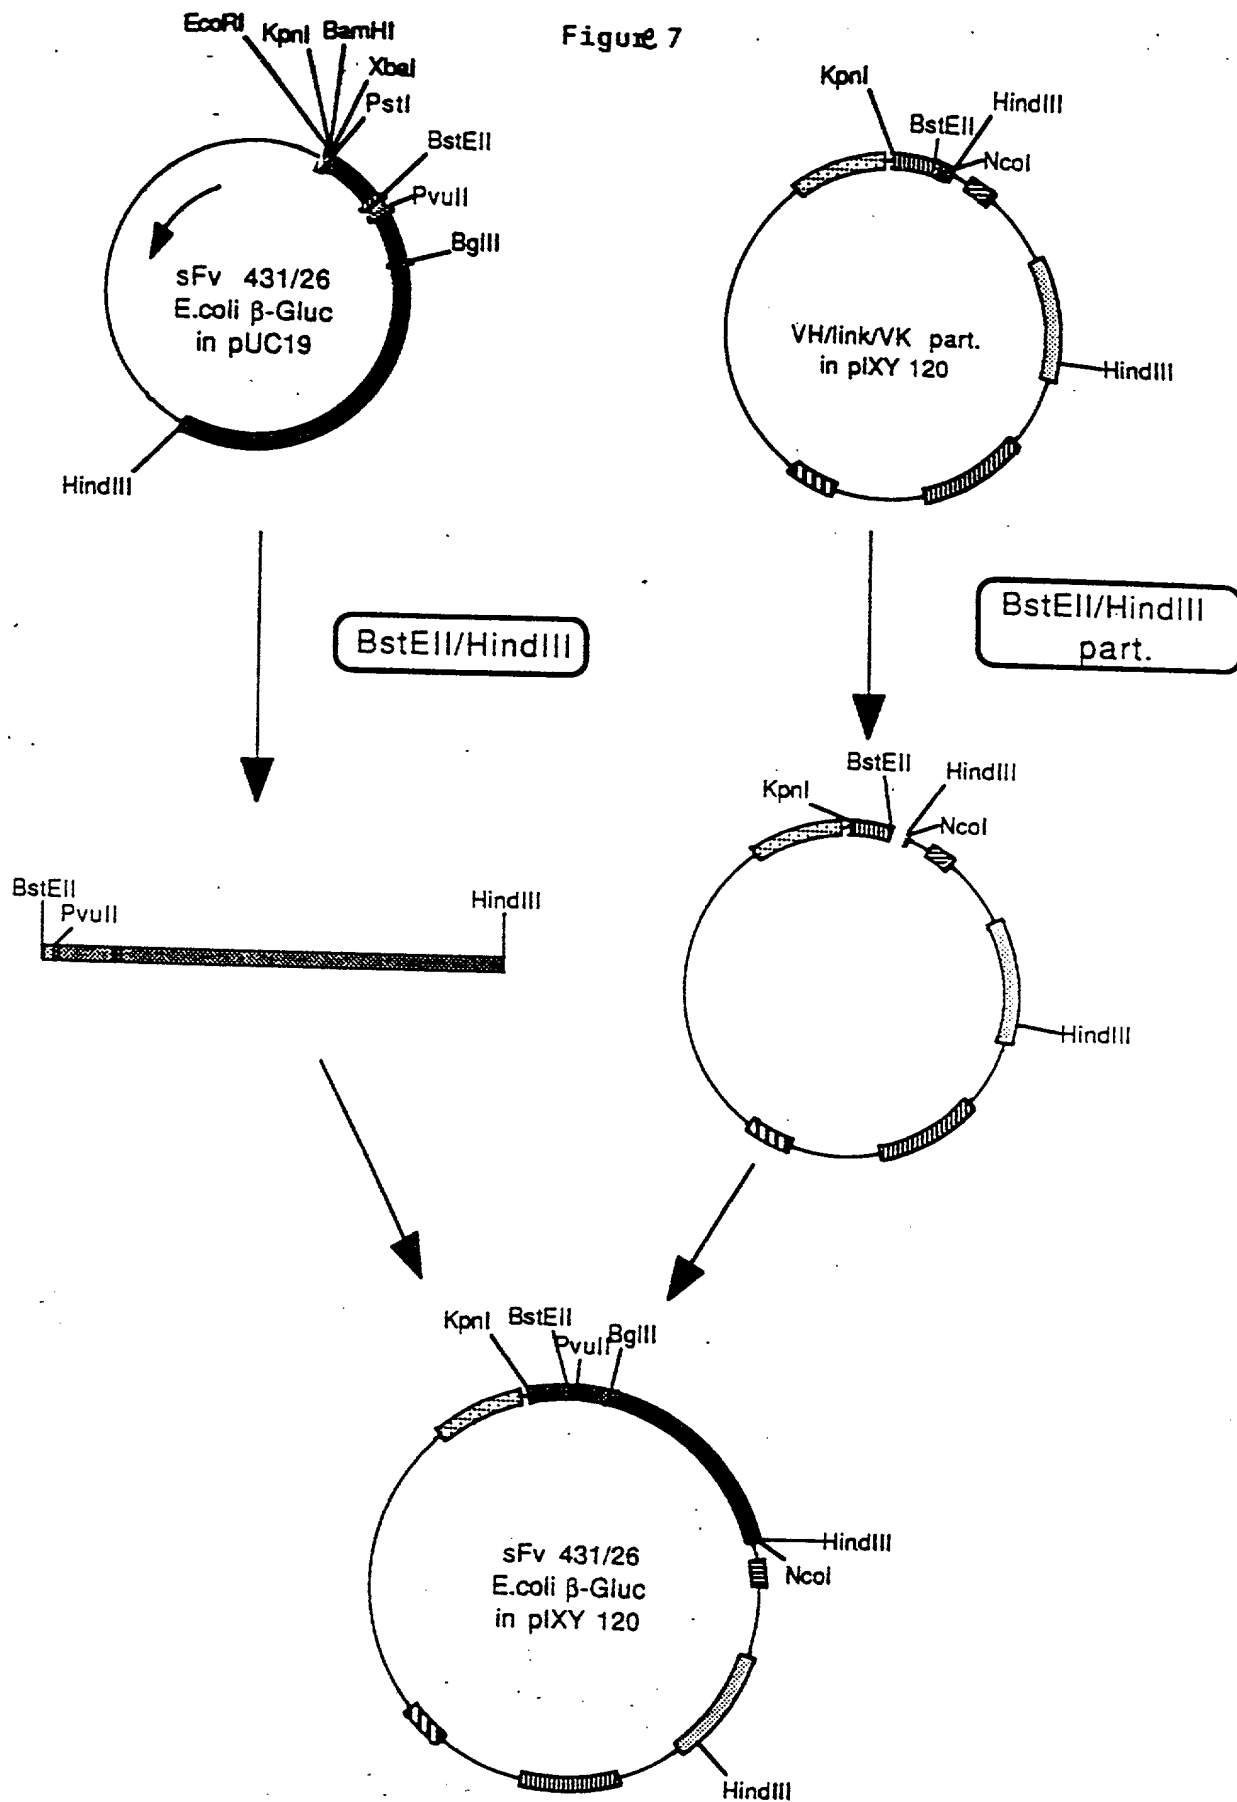 Figure 7
EcoRI
KpnI
BamHI
XbaI
PstI
BstEII
PvuII
BglII
sFv 431/26
E.coli β-Gluc
in pUC19
HindIII
KpnI
BstEII
HindIII
NcoI
VH/link/VK part.
in pIXY 120
HindIII
BstEII/HindIII
BstEII/HindIII
part.
BstEII
PvuII
HindIII
KpnI
BstEII
HindIII
NcoI
HindIII
KpnI
BstEII
PvuII
BglII
HindIII
NcoI
sFv 431/26
E.coli β-Gluc
in pIXY 120
HindIII